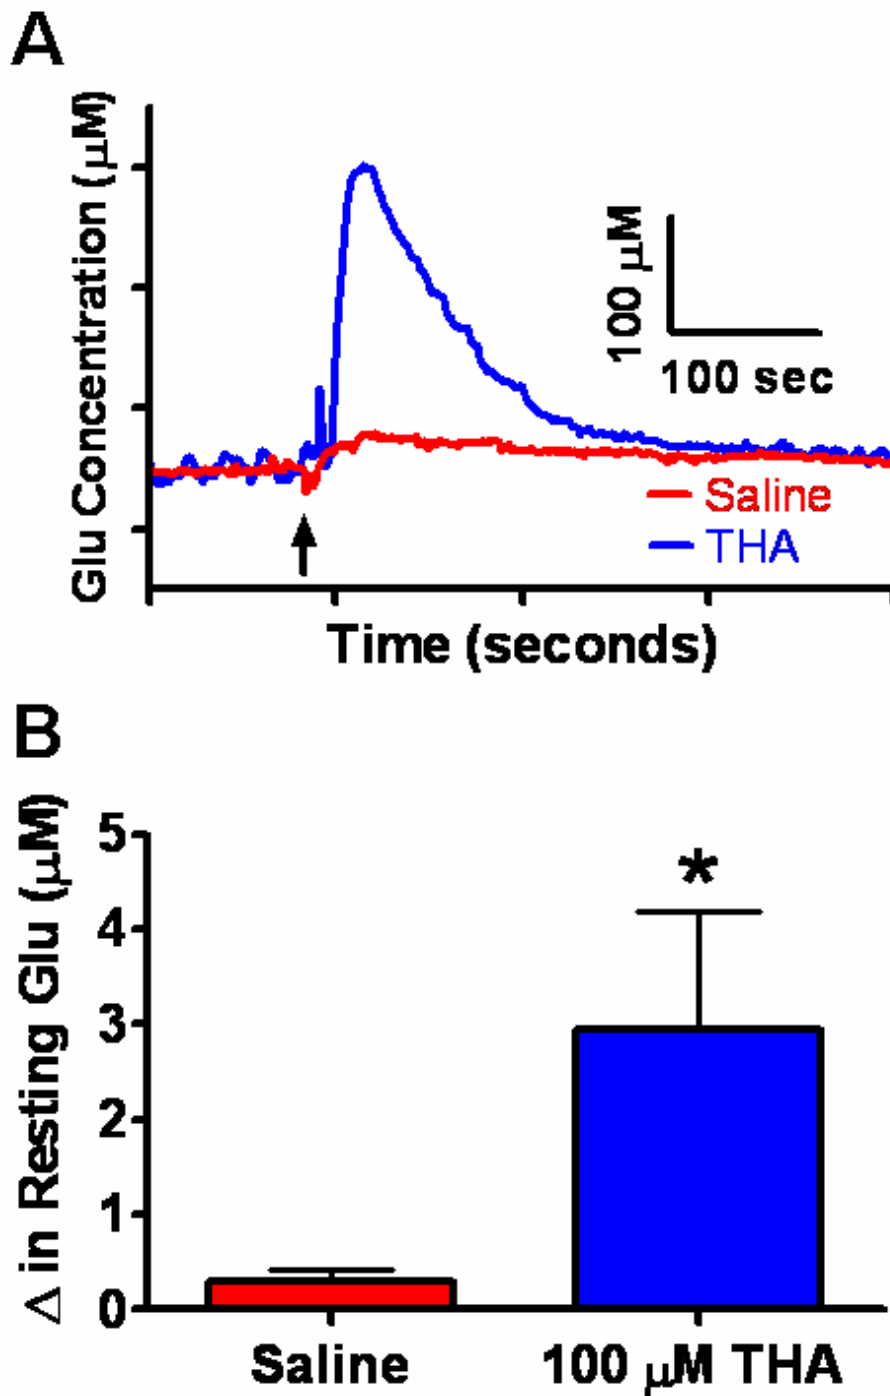 A
Glu Concentration (μM)
100 μM
100 sec
Saline
THA
Time (seconds)
B
Δ in Resting Glu (μM)
5
4
3
2
1
0
*
Saline
100 μM THA